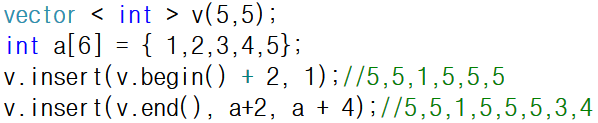 vector < int > v(5,5);
int a[6] = { 1,2,3,4,5};
v.insert(v.begin() + 2, 1);//5,5,1,5,5,5
v.insert(v.end(), a+2, a + 4);//5,5,1,5,5,5,3,4